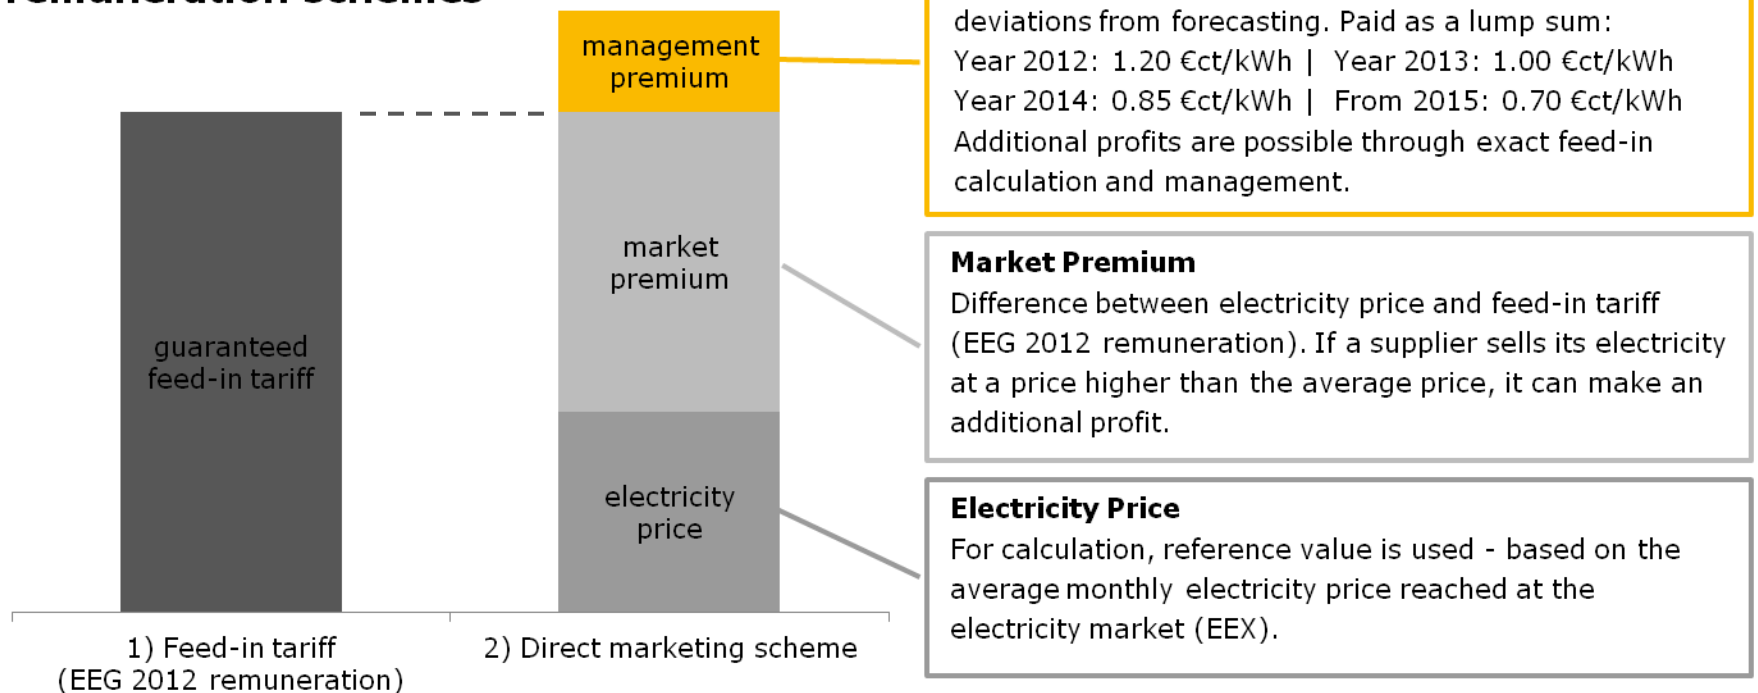 remuneration schemes
management
premium
market
premium
guaranteed
feed-in tariff
electricity
price
1) Feed-in tariff
(EEG 2012 remuneration)
2) Direct marketing scheme
deviations from forecasting. Paid as a lump sum:
Year 2012: 1.20 €ct/kWh | Year 2013: 1.00 €ct/kWh
Year 2014: 0.85 €ct/kWh | From 2015: 0.70 €ct/kWh
Additional profits are possible through exact feed-in
calculation and management.
Market Premium
Difference between electricity price and feed-in tariff
(EEG 2012 remuneration). If a supplier sells its electricity
at a price higher than the average price, it can make an
additional profit.
Electricity Price
For calculation, reference value is used - based on the
average monthly electricity price reached at the
electricity market (EEX).